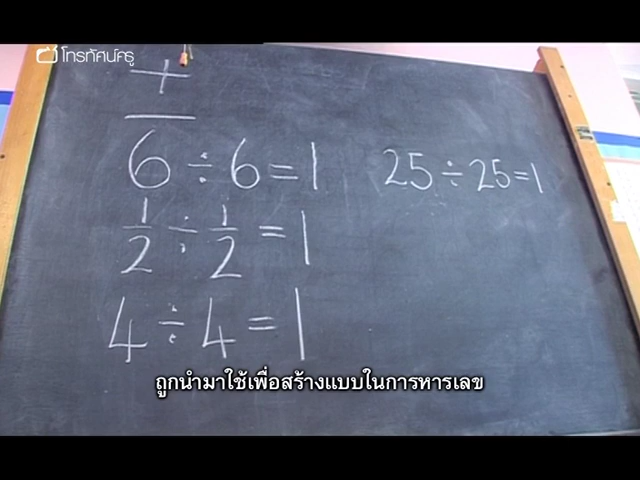 โทรทัศน์ครู
+
—
6 ÷ 6 = 1
25 ÷ 25 = 1
1/2 ÷ 1/2 = 1
4 ÷ 4 = 1
ถูกนำมาใช้เพื่อสร้างแบบในการหารเลข